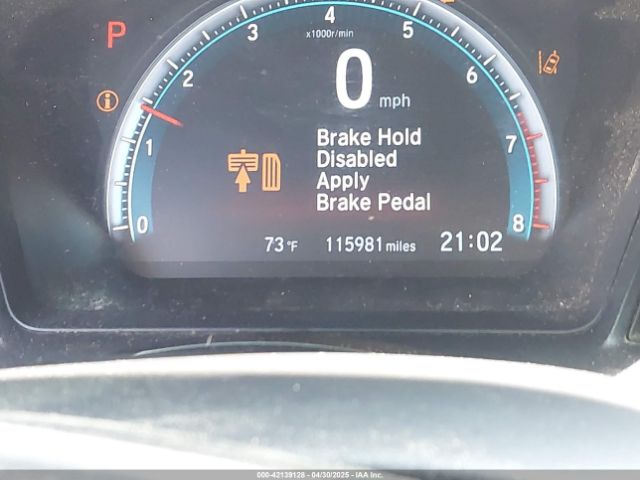 4
3
5
x1000r/min
P
2
6
0 mph
Brake Hold
1
7
Disabled
Apply
Brake Pedal
0
8
73°F 115981 miles 21:02
000-42139128 - 04/30/2025 - IAA Inc.